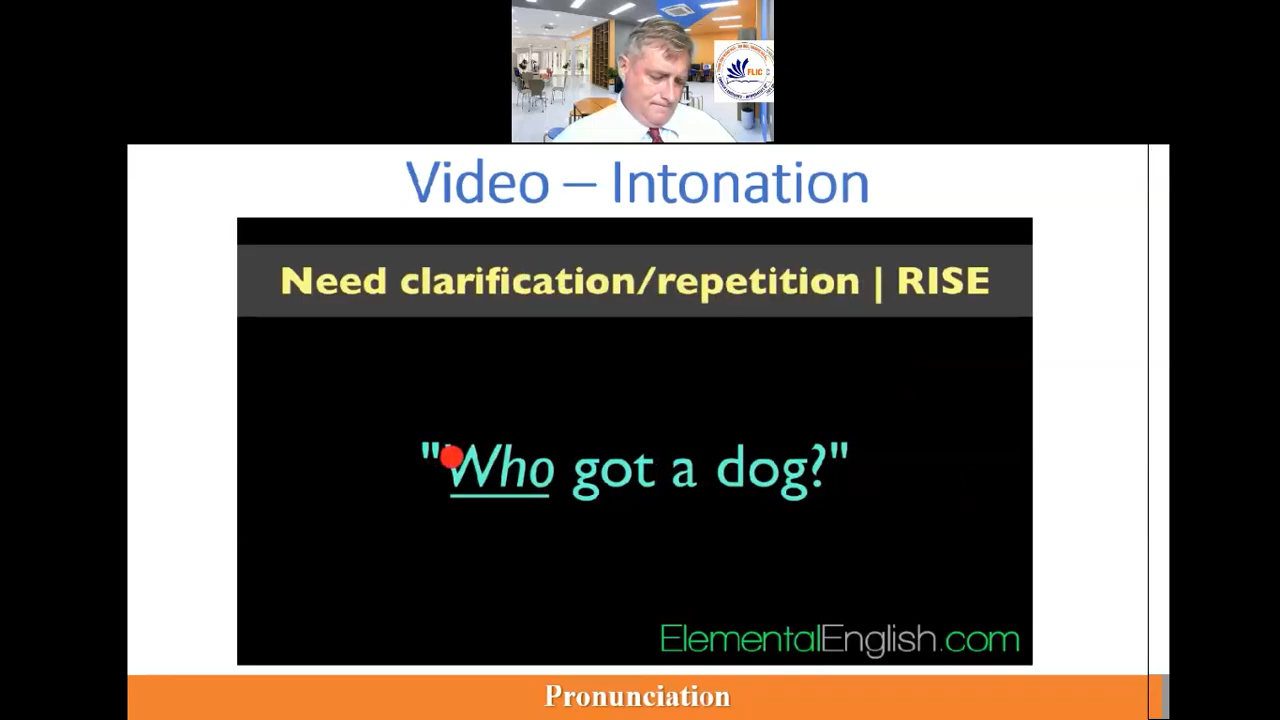 FLIC
Video – Intonation
Need clarification/repetition | RISE
"Who got a dog?"
ElementalEnglish.com
Pronunciation